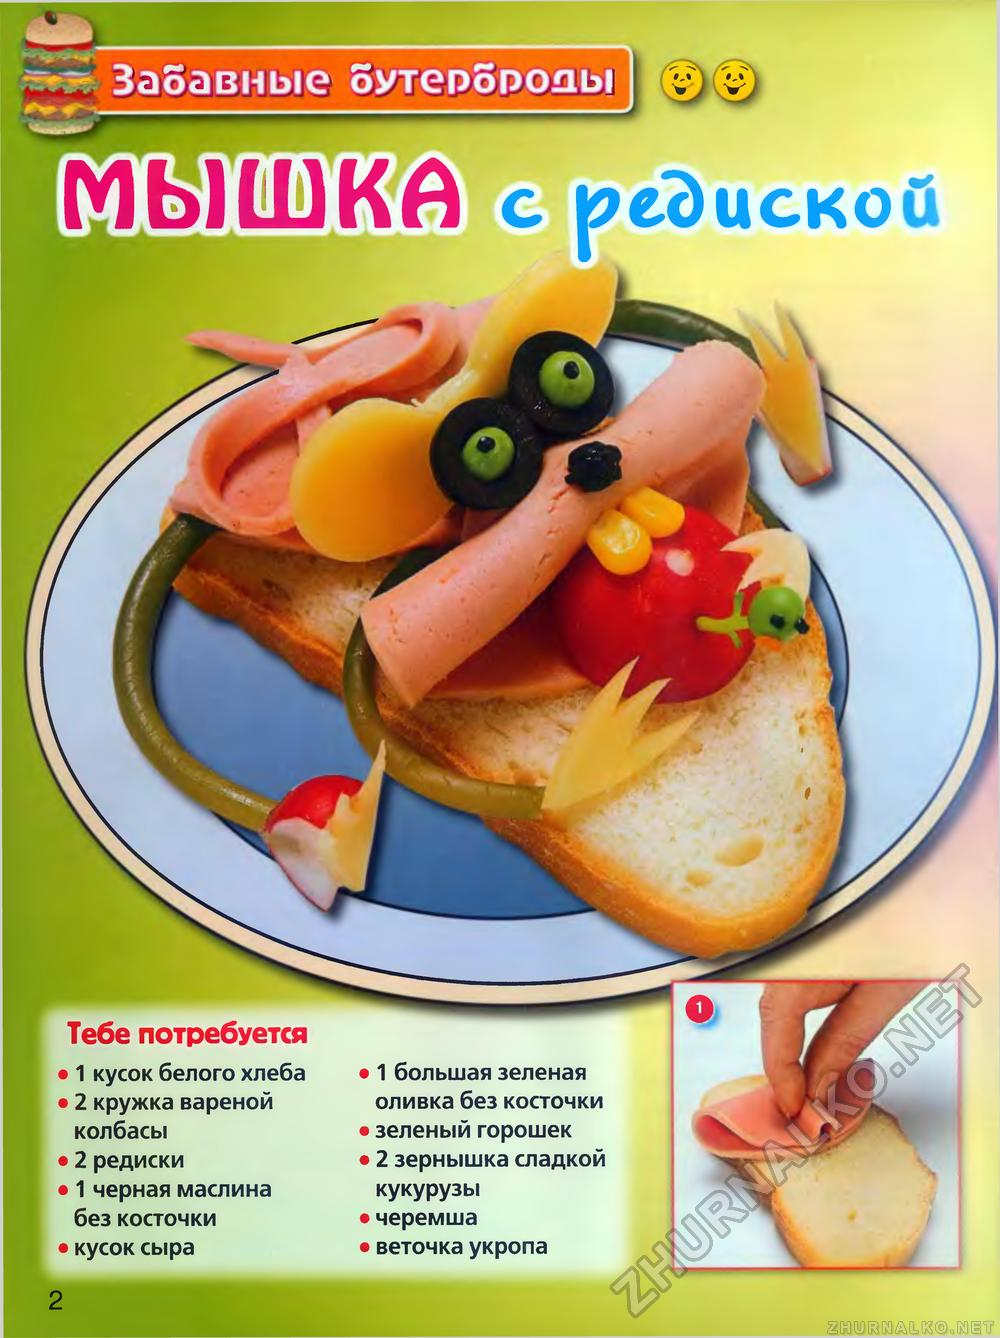 Забавные бутерброды
МЫШКА с редиской
Тебе потребуется
• 1 кусок белого хлеба
• 2 кружка вареной
колбасы
• 2 редиски
• 1 черная маслина
без косточки
• кусок сыра
• 1 большая зеленая
оливка без косточки
• зеленый горошек
• 2 зернышка сладкой
кукурузы
• черемша
• веточка укропа
1
2
ZHURNALKO.NET
ZHURNALKO.NET